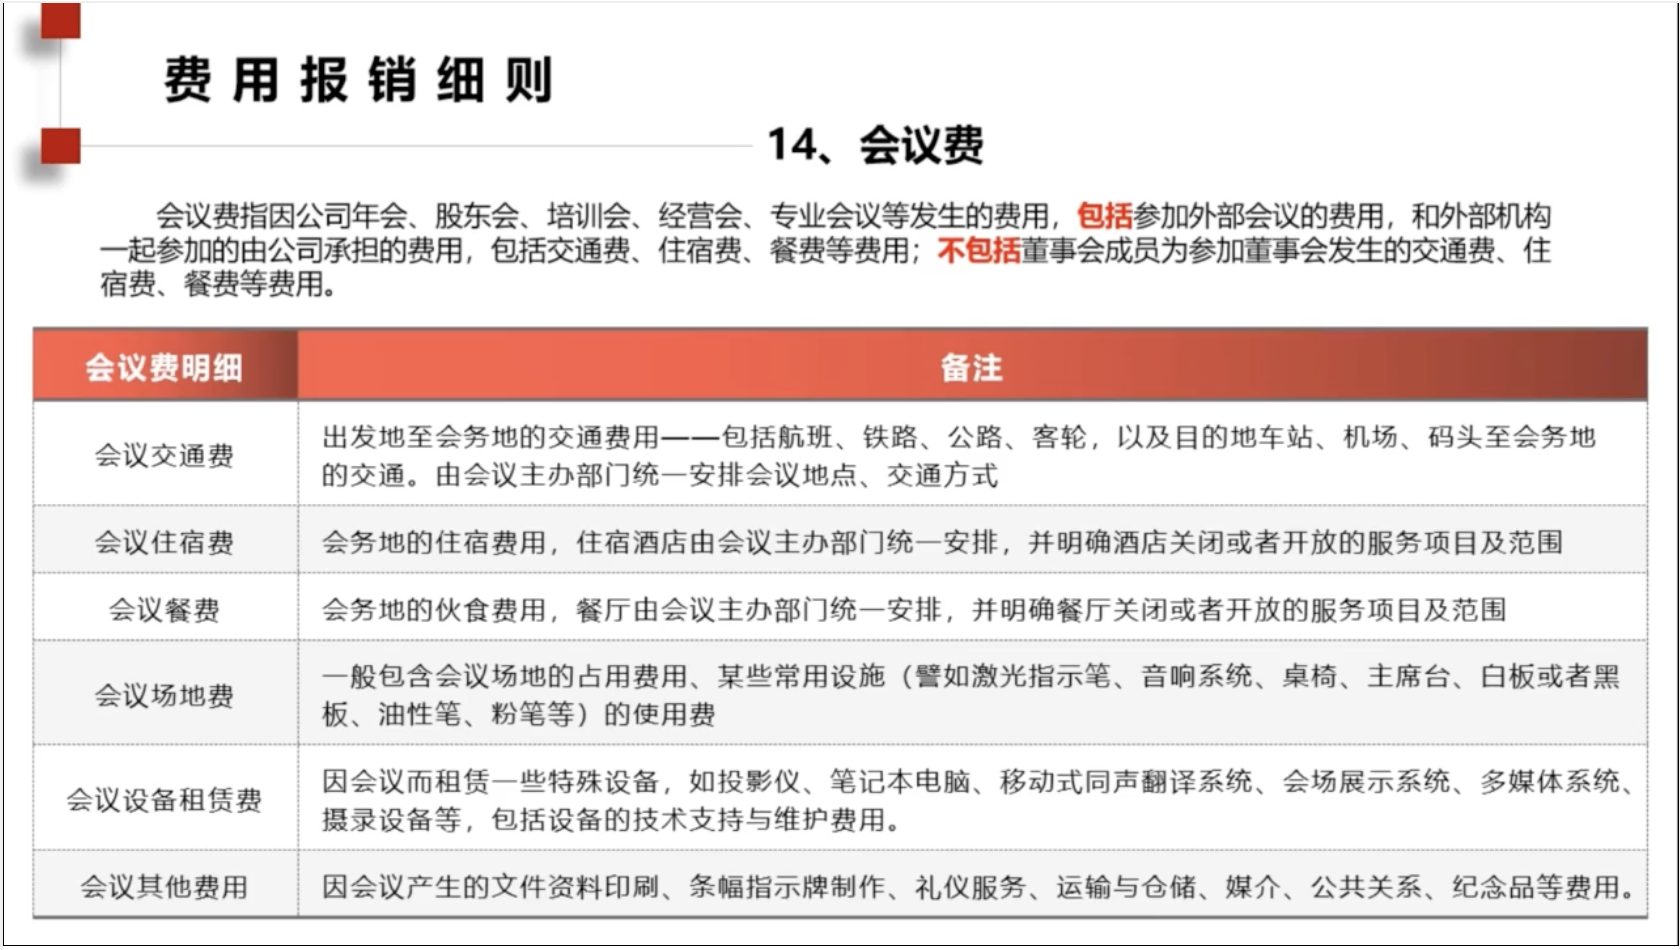 费用报销细则
14、会议费
会议费指因公司年会、股东会、培训会、经营会、专业会议等发生的费用，包括参加外部会议的费用，和外部机构
一起参加的由公司承担的费用，包括交通费、住宿费、餐费等费用；不包括董事会成员为参加董事会发生的交通费、住
宿费、餐费等费用。
会议费明细 备注
会议交通费
出发地至会务地的交通费用——包括航班、铁路、公路、客轮，以及目的地车站、机场、码头至会务地
的交通。由会议主办部门统一安排会议地点、交通方式
会议住宿费 会务地的住宿费用，住宿酒店由会议主办部门统一安排，并明确酒店关闭或者开放的服务项目及范围
会议餐费 会务地的伙食费用，餐厅由会议主办部门统一安排，并明确餐厅关闭或者开放的服务项目及范围
会议场地费
一般包含会议场地的占用费用、某些常用设施（譬如激光指示笔、音响系统、桌椅、主席台、白板或者黑
板、油性笔、粉笔等）的使用费
会议设备租赁费
因会议而租赁一些特殊设备，如投影仪、笔记本电脑、移动式同声翻译系统、会场展示系统、多媒体系统、
摄录设备等，包括设备的技术支持与维护费用。
会议其他费用 因会议产生的文件资料印刷、条幅指示牌制作、礼仪服务、运输与仓储、媒介、公共关系、纪念品等费用。